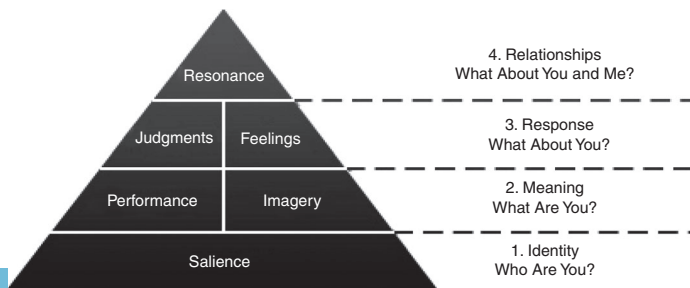 Resonance
4. Relationships
What About You and Me?
Judgments
Feelings
3. Response
What About You?
Performance
Imagery
2. Meaning
What Are You?
Salience
1. Identity
Who Are You?